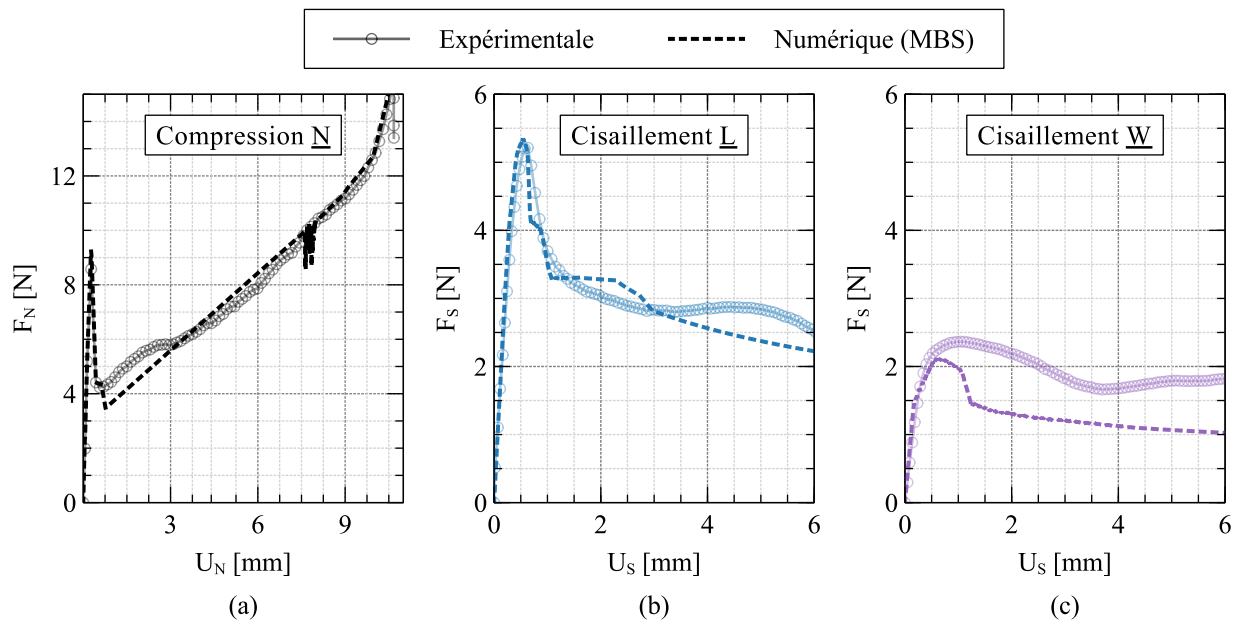 Expérimentale Numérique (MBS)
Compression N
Cisaillement L
Cisaillement W
F_N [N]
12
8
4
0
3 6 9
U_N [mm]
(a)
F_S [N]
6
4
2
0
0 2 4 6
U_S [mm]
(b)
F_S [N]
6
4
2
0
0 2 4 6
U_S [mm]
(c)